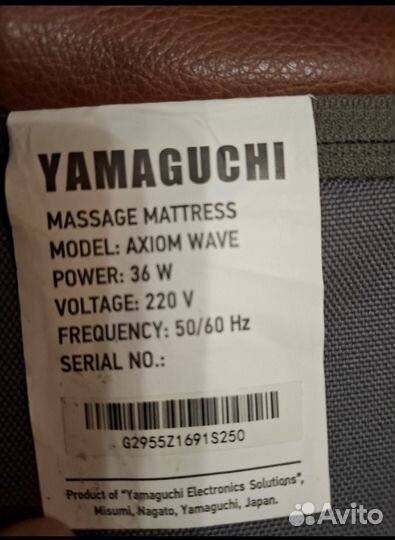 YAMAGUCHI
MASSAGE MATTRESS
MODEL: AXIOM WAVE
POWER: 36 W
VOLTAGE: 220 V
FREQUENCY: 50/60 Hz
SERIAL NO.:
G2955Z1691S250
Product of "Yamaguchi Electronics Solutions",
Misumi, Nagato, Yamaguchi, Japan.
Avito